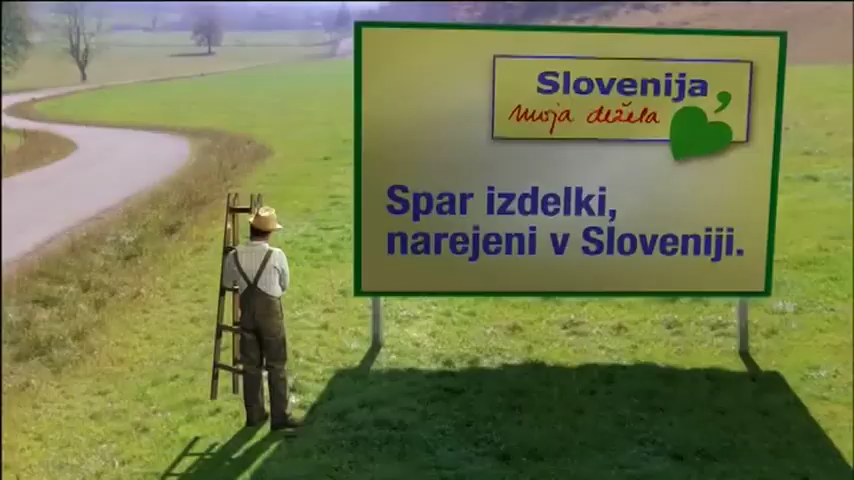 Slovenija
moja dežela
Spar izdelki,
narejeni v Sloveniji.